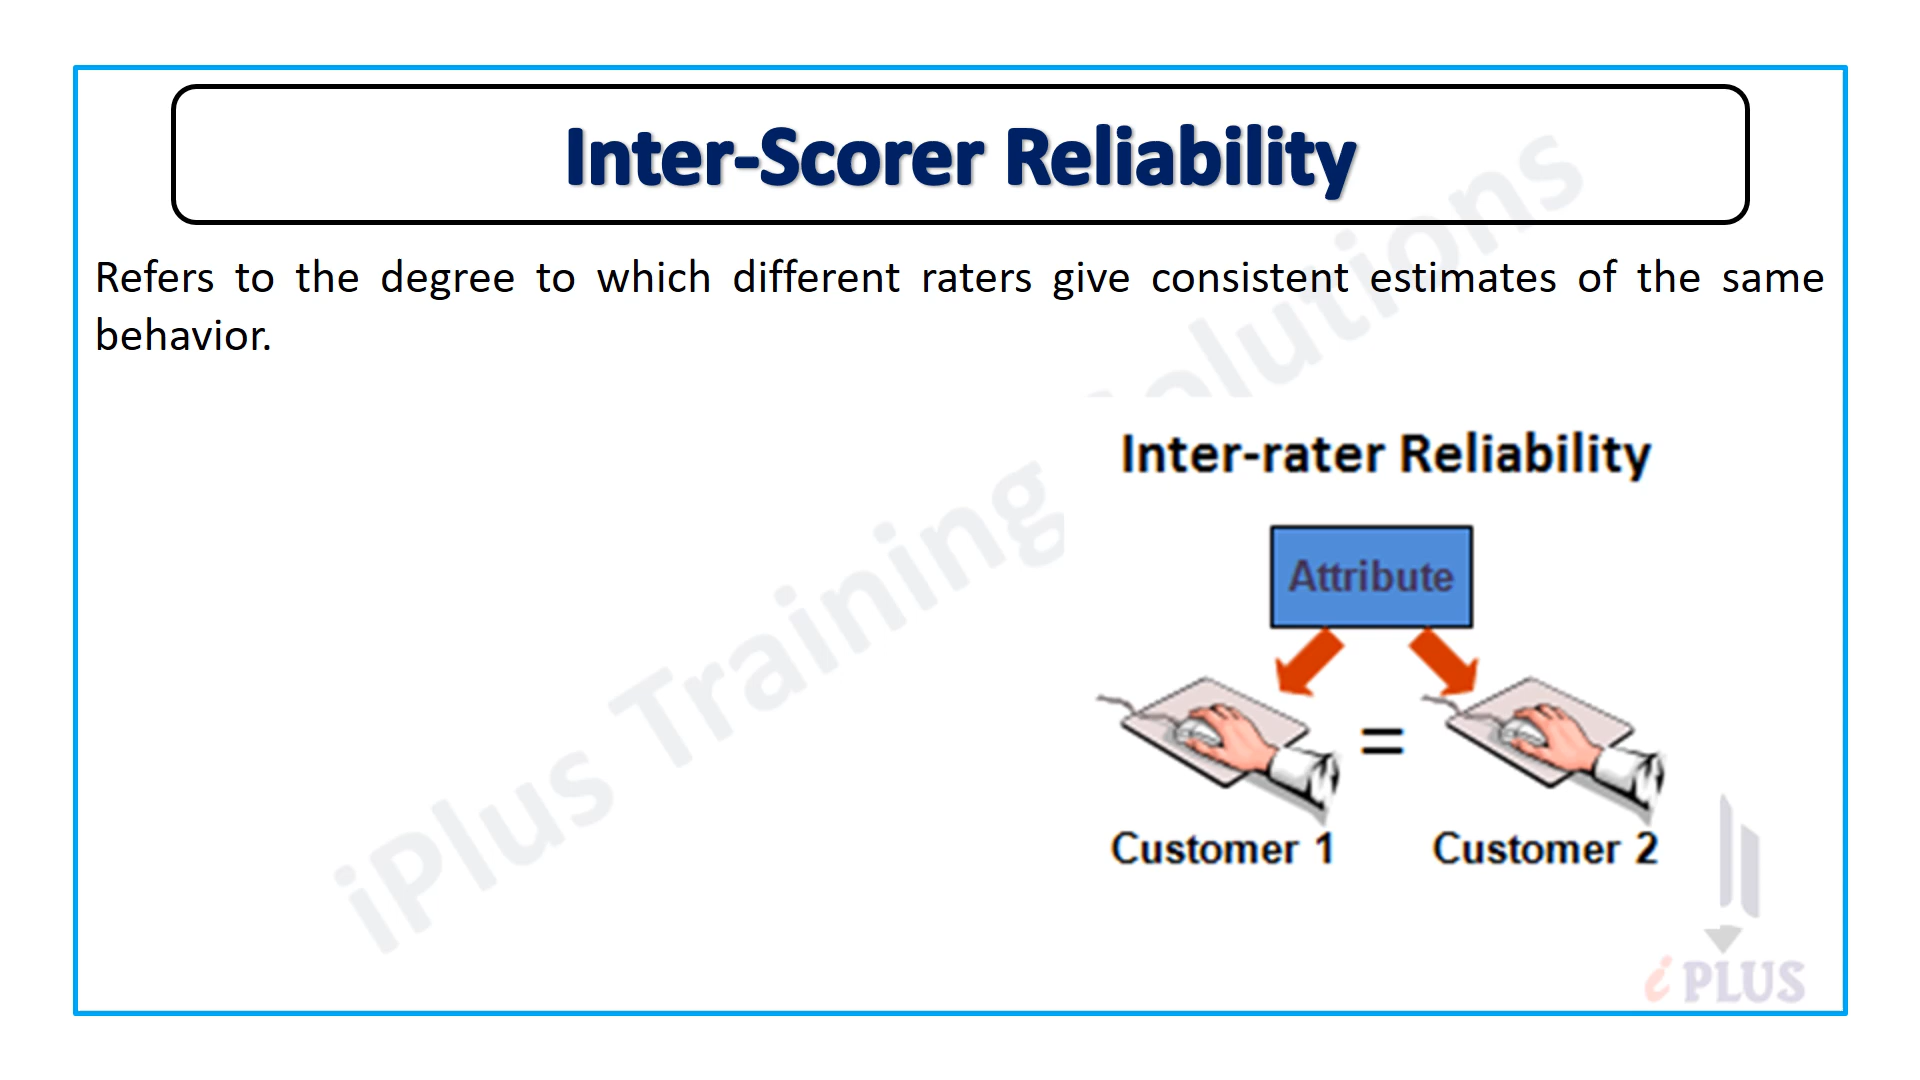 Inter-Scorer Reliability
Refers to the degree to which different raters give consistent estimates of the same
behavior.
Inter-rater Reliability
Attribute
=
Customer 1
Customer 2
iPlus Training Solutions
i PLUS